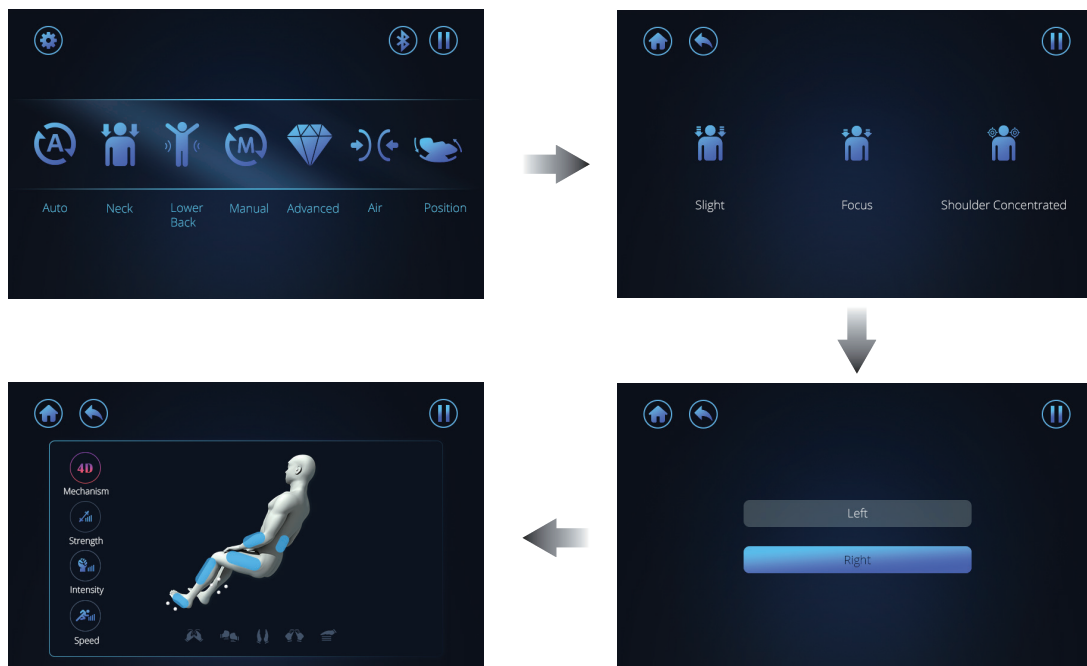 A
M
Auto
Neck
Lower
Back
Manual
Advanced
Air
Position
Slight
Focus
Shoulder Concentrated
Left
Right
4D
Mechanism
Strength
Intensity
Speed